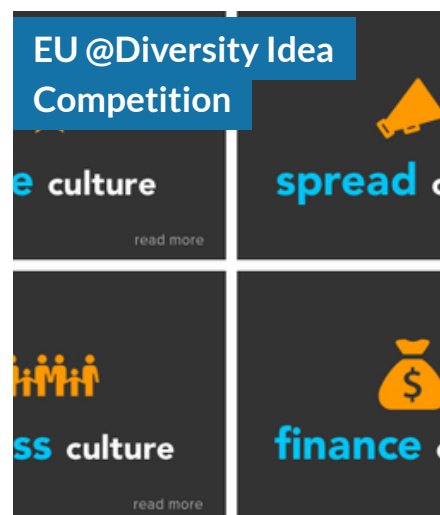 EU @Diversity Idea
Competition
culture
spread
read more
culture
finance
read more